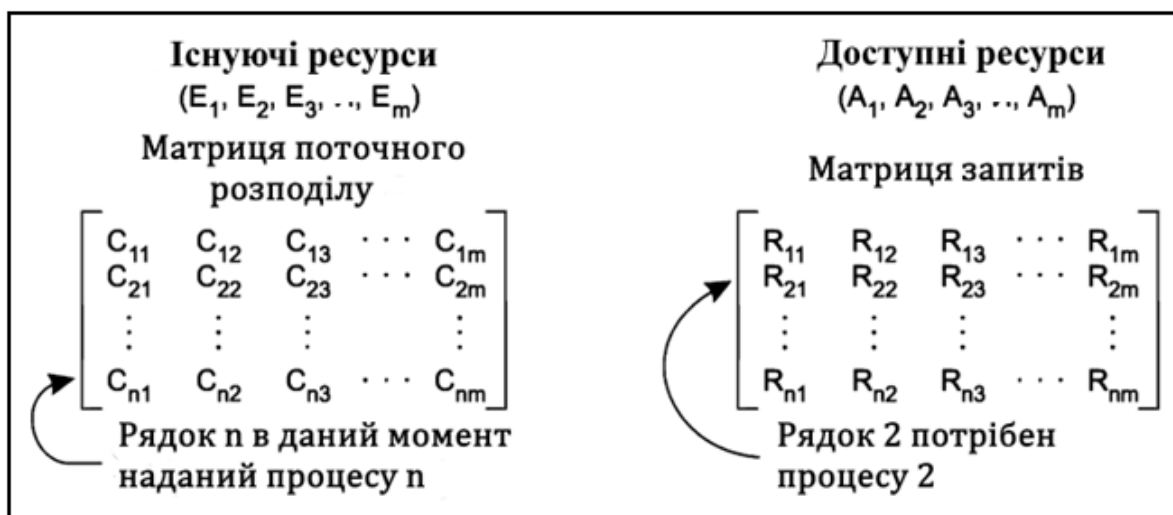 Існуючі ресурси
(E₁, E₂, E₃, .., Eₘ)
Матриця поточного
розподілу
C₁₁ C₁₂ C₁₃ · · · C₁ₘ
C₂₁ C₂₂ C₂₃ · · · C₂ₘ
⋮ ⋮ ⋮ ⋮
Cₙ₁ Cₙ₂ Cₙ₃ · · · Cₙₘ
Рядок n в даний момент
наданий процесу n
Доступні ресурси
(A₁, A₂, A₃, .., Aₘ)
Матриця запитів
R₁₁ R₁₂ R₁₃ · · · R₁ₘ
R₂₁ R₂₂ R₂₃ · · · R₂ₘ
⋮ ⋮ ⋮ ⋮
Rₙ₁ Rₙ₂ Rₙ₃ · · · Rₙₘ
Рядок 2 потрібен
процесу 2